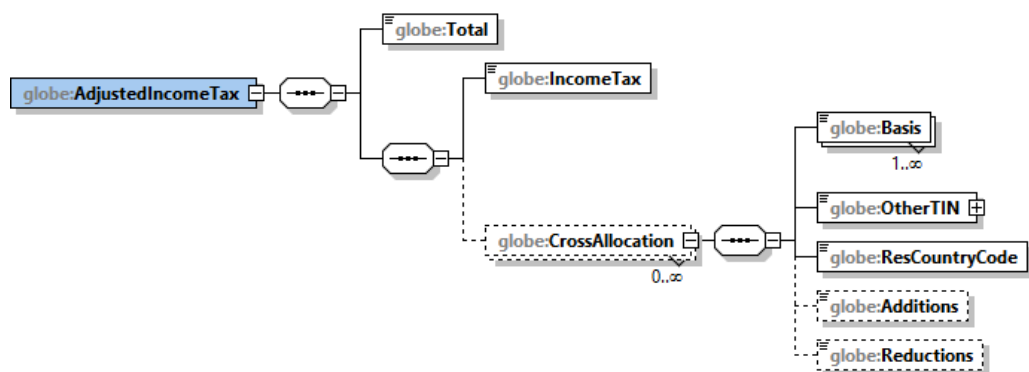 globe:Total
globe:IncomeTax
globe:AdjustedIncomeTax
globe:Basis
1..∞
globe:OtherTIN
globe:CrossAllocation
0..∞
globe:ResCountryCode
globe:Additions
globe:Reductions